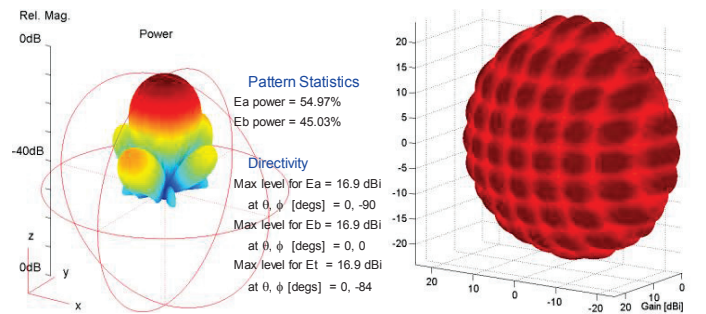 Rel. Mag.
0dB
Power
-40dB
0dB
z
y
x
Pattern Statistics
Ea power = 54.97%
Eb power = 45.03%
Directivity
Max level for Ea = 16.9 dBi
at θ, ϕ [degs] = 0, -90
Max level for Eb = 16.9 dBi
at θ, ϕ [degs] = 0, 0
Max level for Et = 16.9 dBi
at θ, ϕ [degs] = 0, -84
20
15
10
5
0
-5
-10
-15
-20
20
10
0
-10
-20
20
10
0
Gain [dBi]